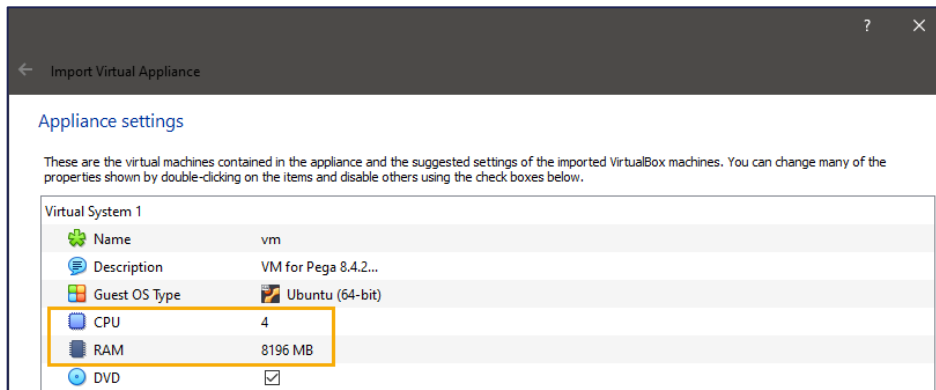 ?
Import Virtual Appliance
Appliance settings
These are the virtual machines contained in the appliance and the suggested settings of the imported VirtualBox machines. You can change many of the
properties shown by double-clicking on the items and disable others using the check boxes below.
Virtual System 1
Name vm
Description VM for Pega 8.4.2...
Guest OS Type Ubuntu (64-bit)
CPU 4
RAM 8196 MB
DVD